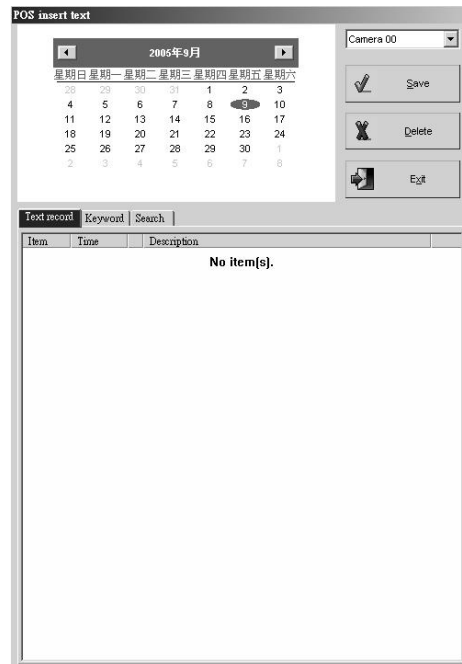 POS insert text
2005年9月
Camera 00
星期日 星期一 星期二 星期三 星期四 星期五 星期六
28 29 30 31 1 2 3
4 5 6 7 8 9 10
11 12 13 14 15 16 17
18 19 20 21 22 23 24
25 26 27 28 29 30 1
2 3 4 5 6 7 8
Save
Delete
Exit
Text record Keyword Search
Item Time Description
No item(s).